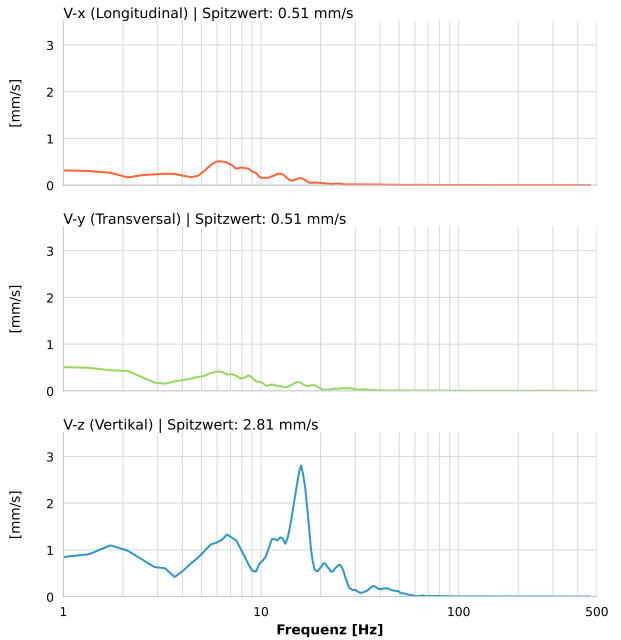 V-x (Longitudinal) | Spitzwert: 0.51 mm/s
3
2
1
0
[mm/s]
V-y (Transversal) | Spitzwert: 0.51 mm/s
3
2
1
0
[mm/s]
V-z (Vertikal) | Spitzwert: 2.81 mm/s
3
2
1
0
[mm/s]
1 10 100 500
Frequenz [Hz]